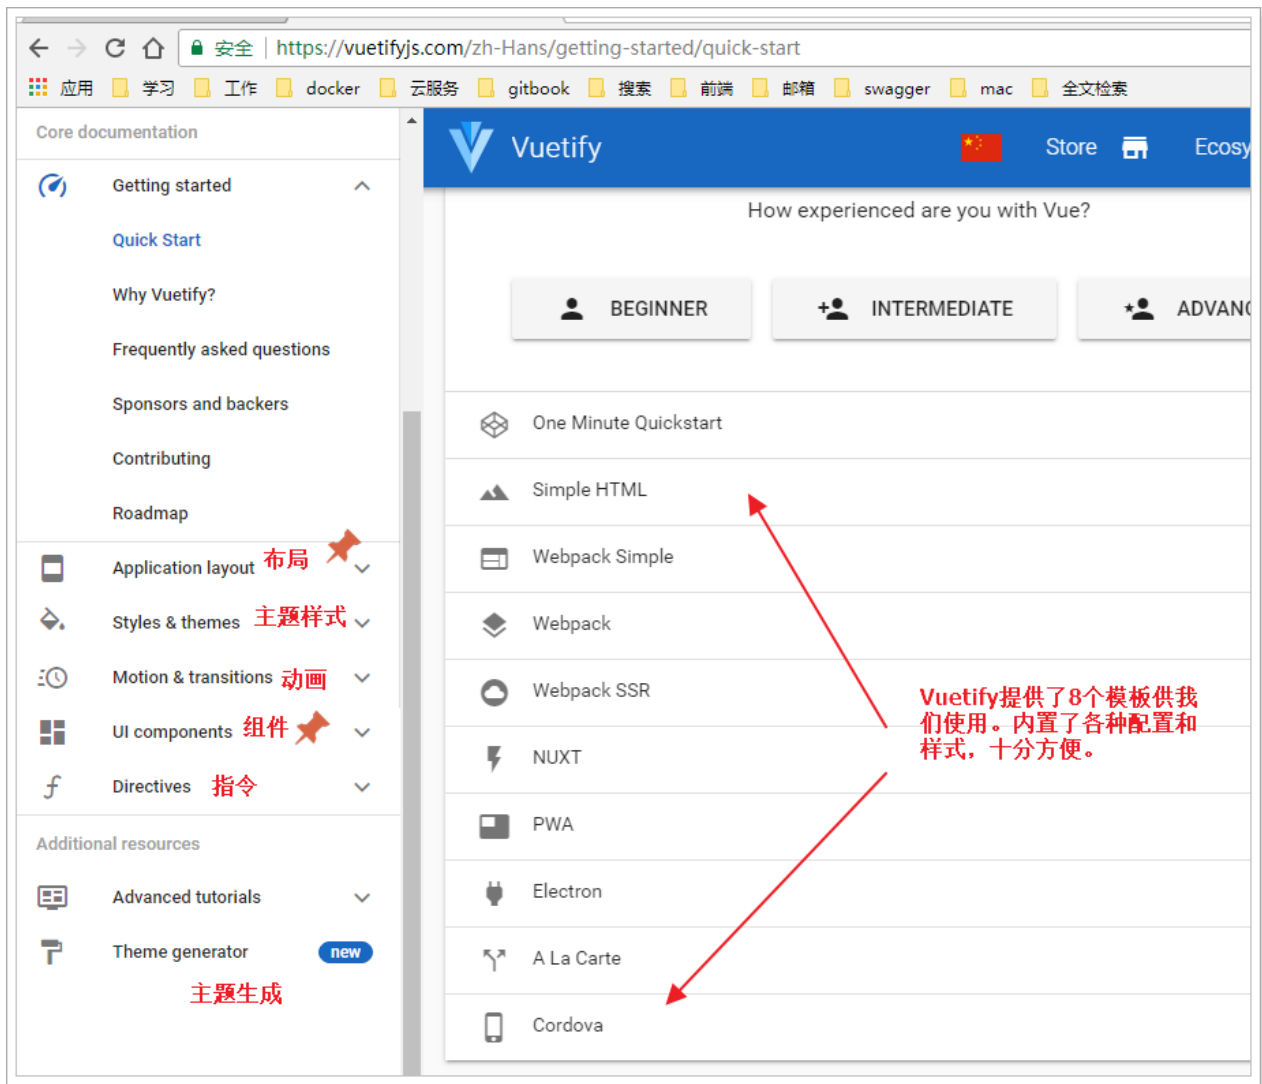 安全 https://vuetifyjs.com/zh-Hans/getting-started/quick-start
应用 学习 工作 docker 云服务 gitbook 搜索 前端 邮箱 swagger mac 全文检索
Core documentation
Getting started
Quick Start
Why Vuetify?
Frequently asked questions
Sponsors and backers
Contributing
Roadmap
Application layout 布局
Styles & themes 主题样式
Motion & transitions 动画
UI components 组件
Directives 指令
Additional resources
Advanced tutorials
Theme generator new
主题生成
Vuetify Store Ecosy
How experienced are you with Vue?
BEGINNER INTERMEDIATE ADVANC
One Minute Quickstart
Simple HTML
Webpack Simple
Webpack
Webpack SSR
NUXT
PWA
Electron
A La Carte
Cordova
Vuetify提供了8个模板供我
们使用。内置了各种配置和
样式，十分方便。